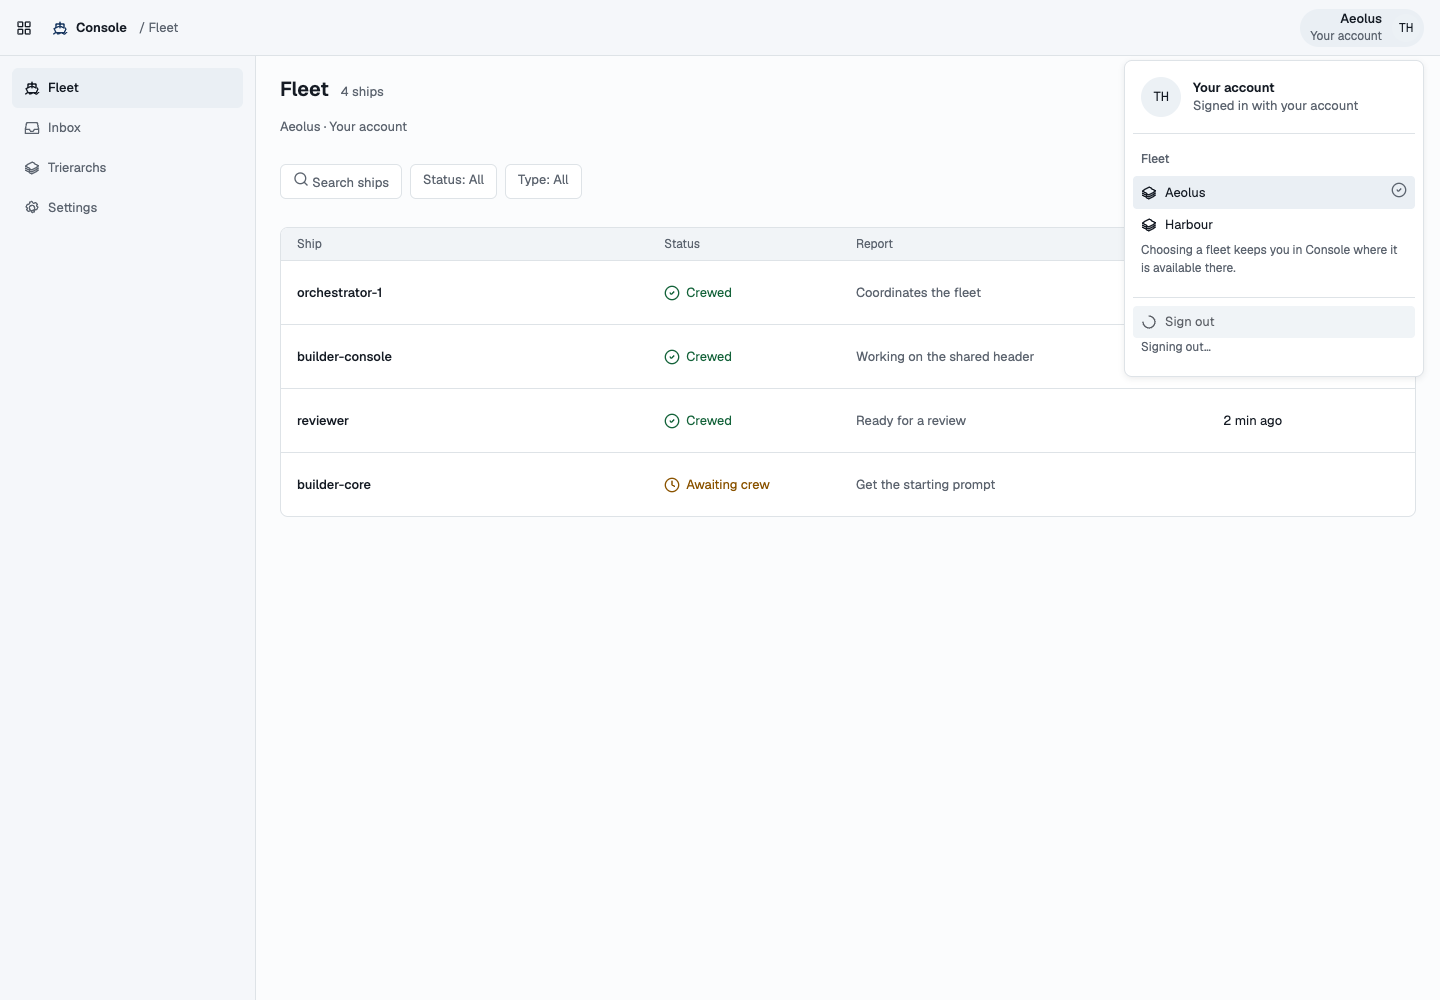 Console / Fleet
Aeolus
Your account
TH
Fleet
Inbox
Trierarchs
Settings
Fleet 4 ships
Aeolus · Your account
Search ships
Status: All
Type: All
Ship Status Report
orchestrator-1 Crewed Coordinates the fleet
builder-console Crewed Working on the shared header
reviewer Crewed Ready for a review 2 min ago
builder-core Awaiting crew Get the starting prompt
TH
Your account
Signed in with your account
Fleet
Aeolus
Harbour
Choosing a fleet keeps you in Console where it
is available there.
Sign out
Signing out...